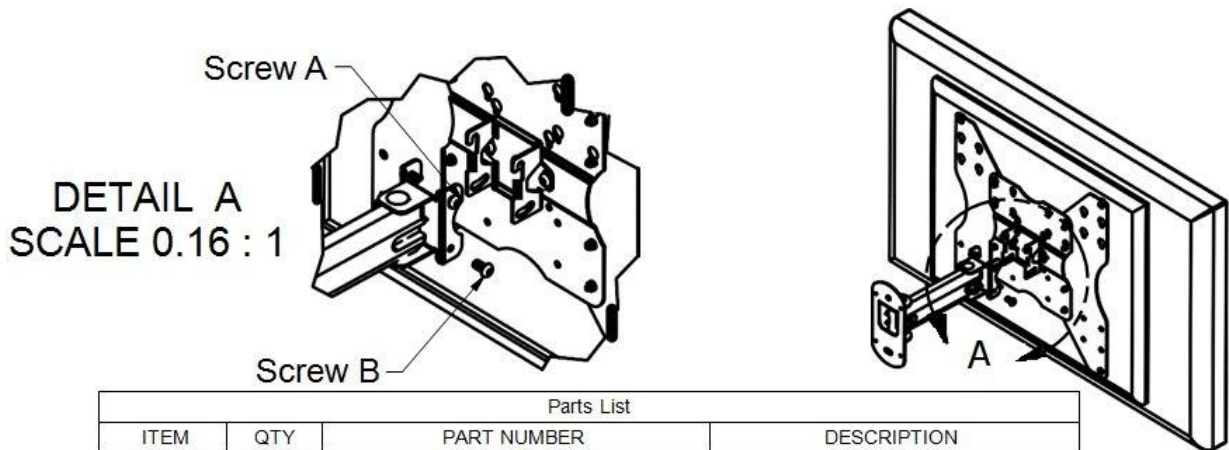 Screw A
DETAIL A
SCALE 0.16 : 1
Screw B
A
Parts List
ITEM QTY PART NUMBER DESCRIPTION